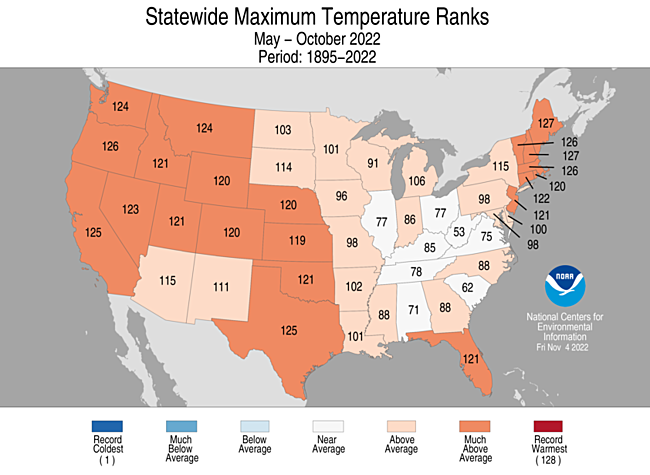 Statewide Maximum Temperature Ranks
May – October 2022
Period: 1895–2022
124
124
103
101
127
126
126
121
120
114
91
106
115
127
126
120
122
121
100
98
125
123
121
120
120
96
77
86
77
98
53
75
119
98
85
78
88
115
111
121
102
62
125
88
71
88
101
121
NOAA
National Centers for
Environmental
Information
Fri Nov 4 2022
Record
Coldest
( 1 )
Much
Below
Average
Below
Average
Near
Average
Above
Average
Much
Above
Average
Record
Warmest
( 128 )